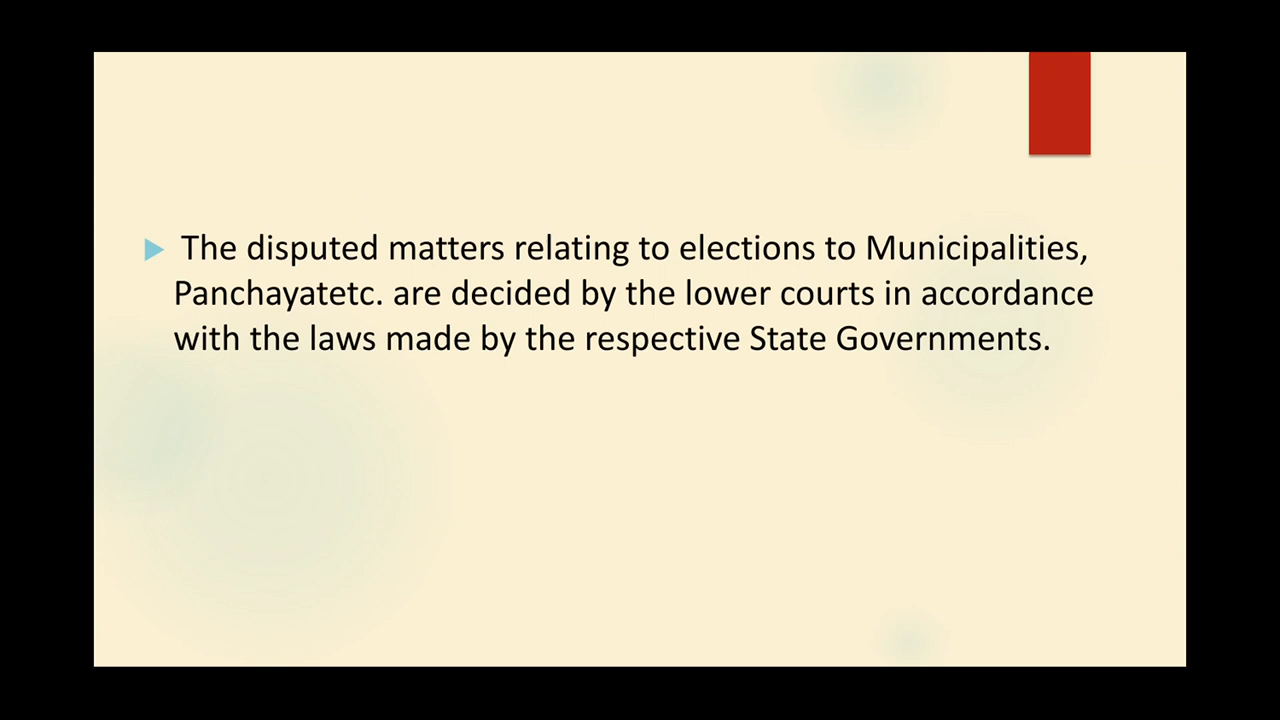 The disputed matters relating to elections to Municipalities,
Panchayatetc. are decided by the lower courts in accordance
with the laws made by the respective State Governments.